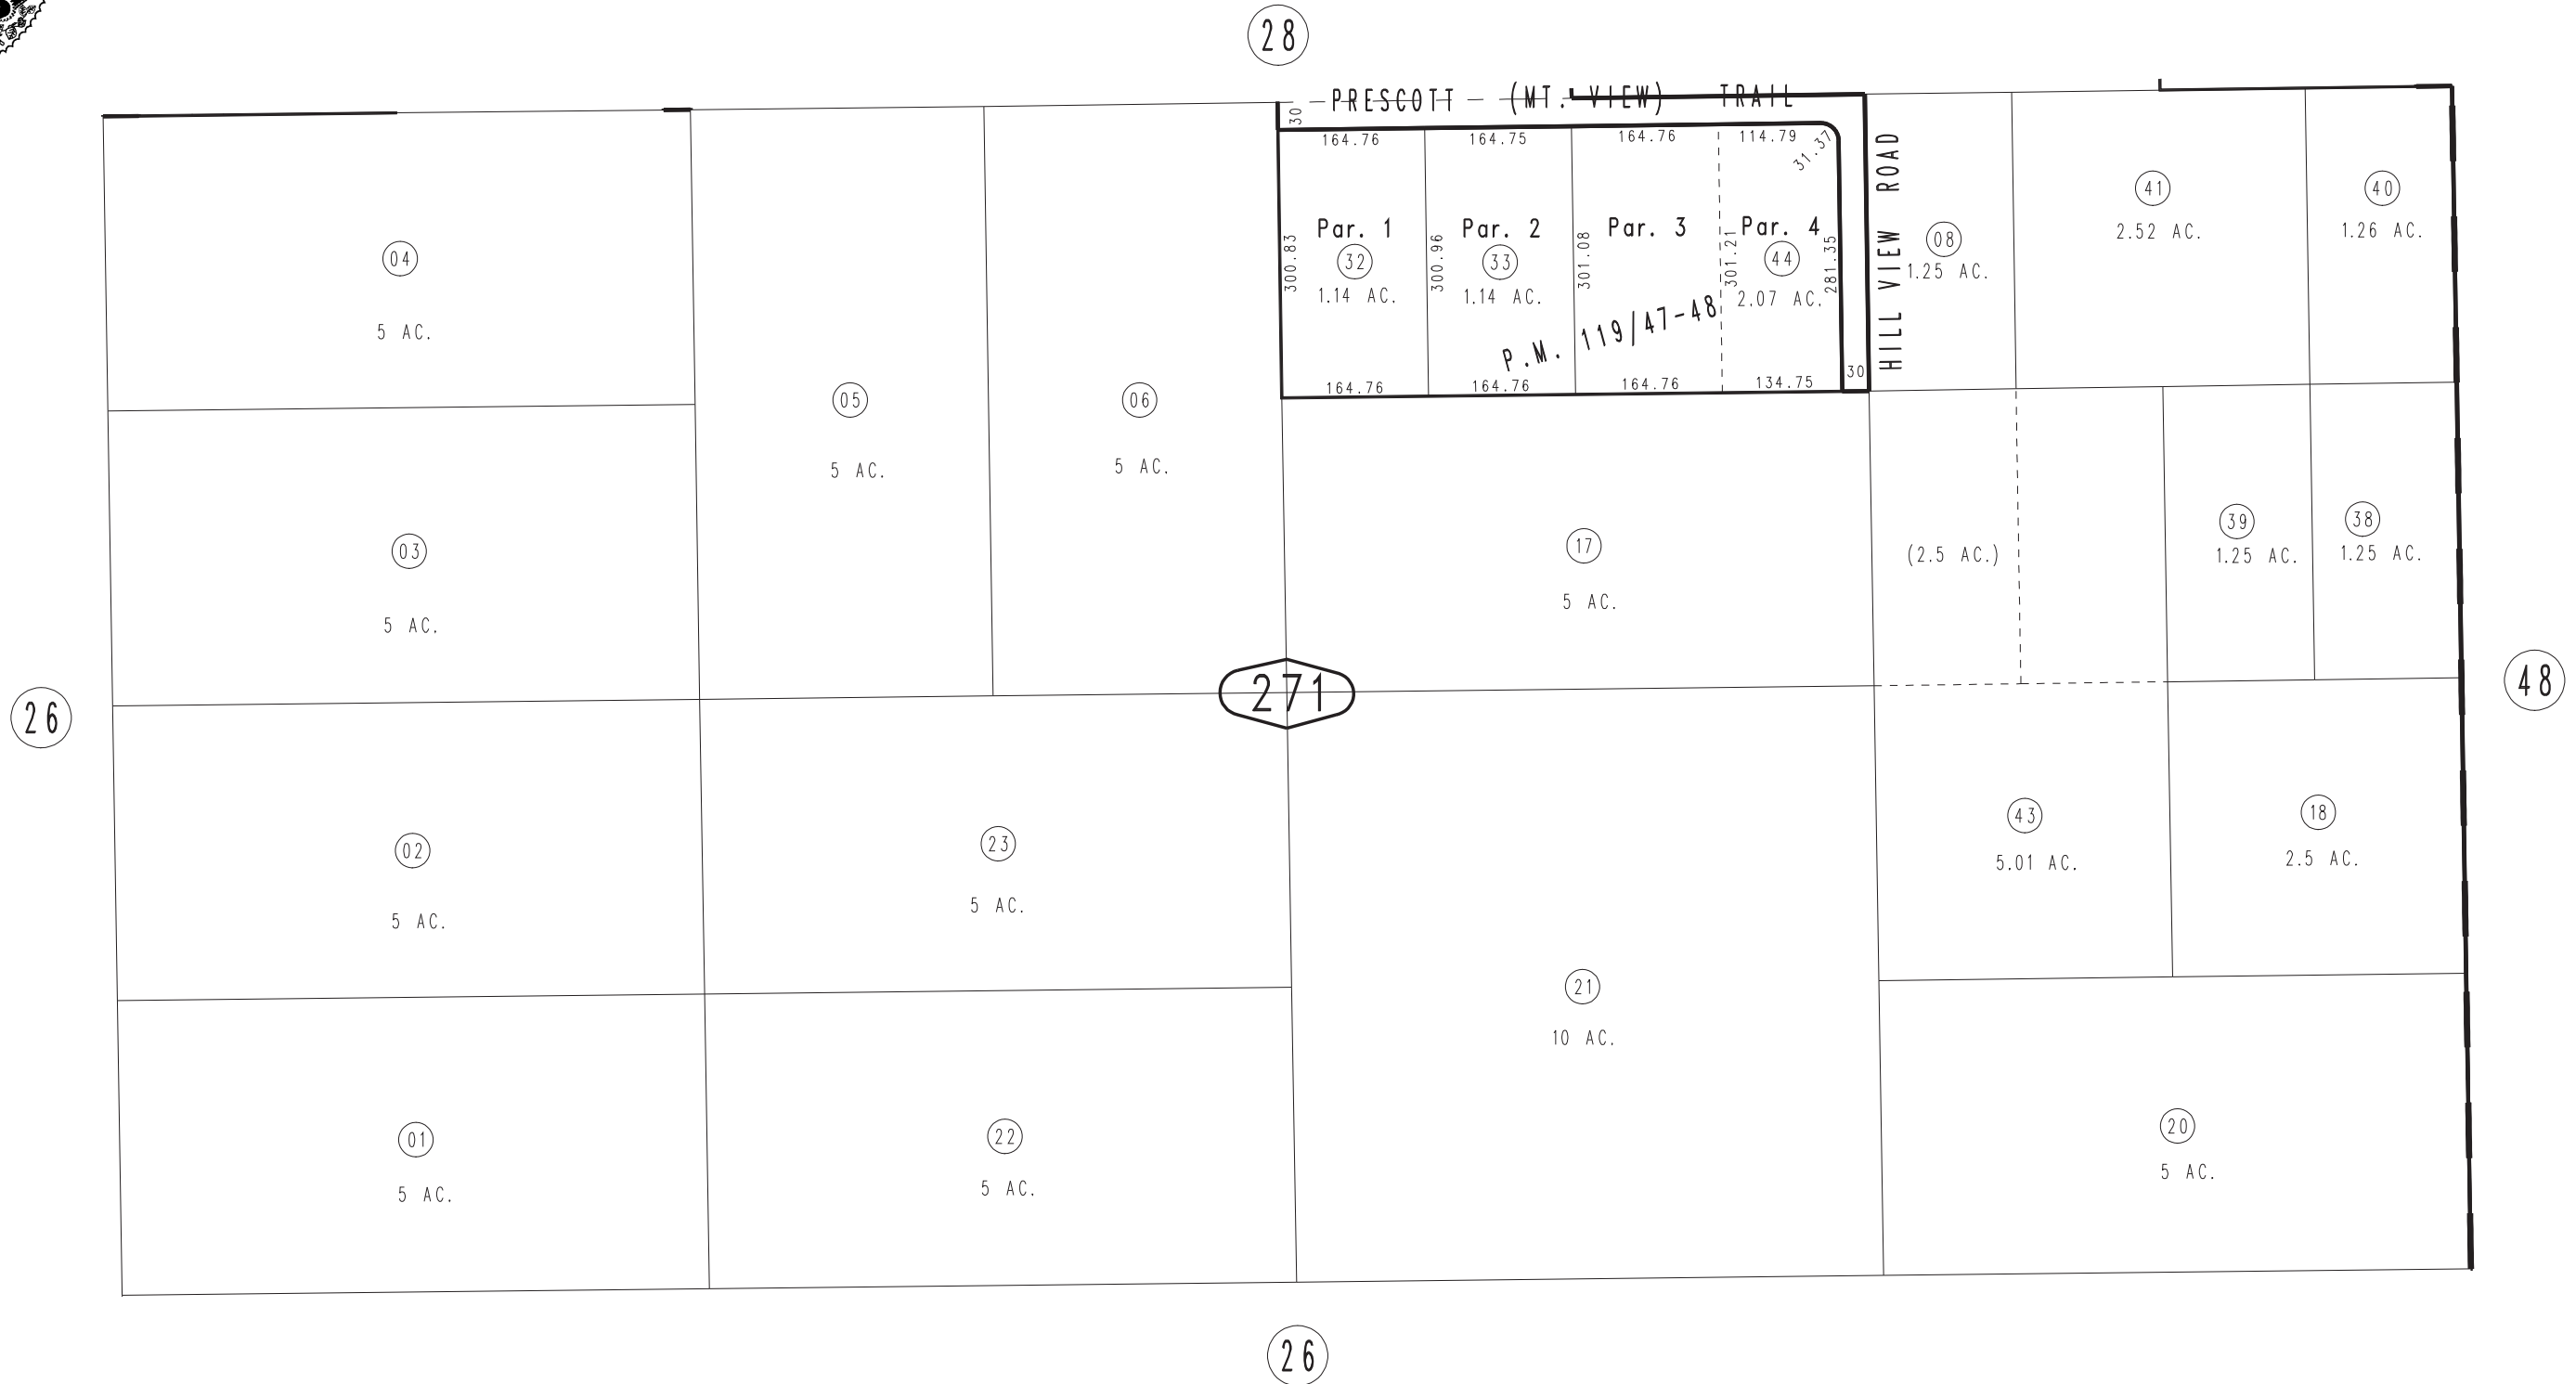 28
PRESCOTT (MT. VIEW) TRAIL
30
164.76
164.75
164.76
114.79
31.37
HILL VIEW ROAD
Par. 1
32
1.14 AC.
300.83
Par. 2
33
1.14 AC.
300.96
Par. 3
301.08
Par. 4
44
2.07 AC.
301.21
281.35
P.M. 119/47-48
164.76
164.76
164.76
134.75
30
04
5 AC.
08
1.25 AC.
41
2.52 AC.
40
1.26 AC.
05
5 AC.
06
5 AC.
03
5 AC.
17
5 AC.
(2.5 AC.)
39
1.25 AC.
38
1.25 AC.
26
271
48
02
5 AC.
23
5 AC.
43
5.01 AC.
18
2.5 AC.
21
10 AC.
01
5 AC.
22
5 AC.
20
5 AC.
26